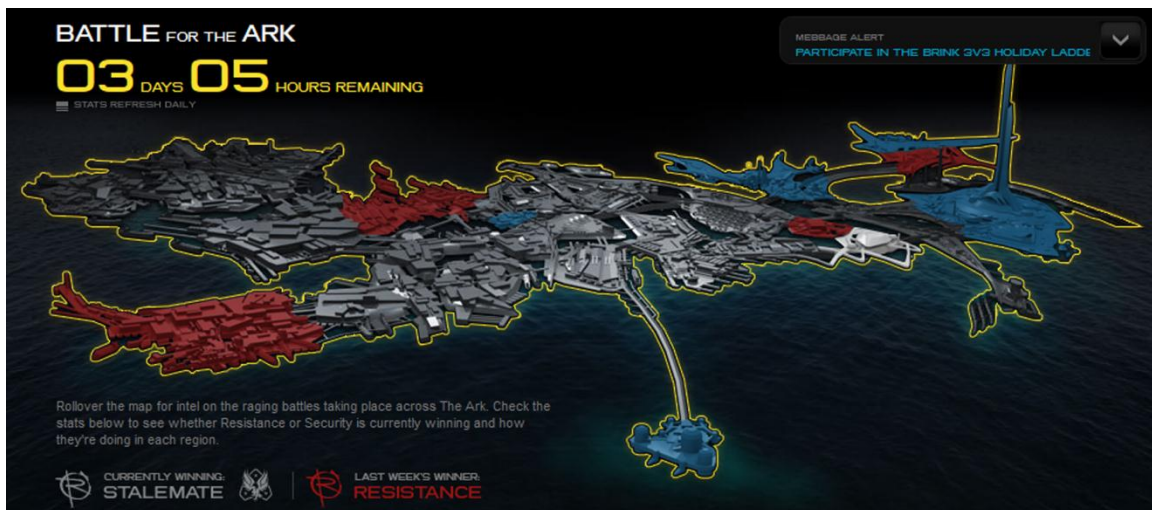 BATTLE FOR THE ARK
03 DAYS 05 HOURS REMAINING
STATS REFRESH DAILY
MESSAGE ALERT
PARTICIPATE IN THE BRINK 3V3 HOLIDAY LADDE
Rollover the map for intel on the raging battles taking place across The Ark. Check the
stats below to see whether Resistance or Security is currently winning and how
they're doing in each region.
CURRENTLY WINNING:
STALEMATE
LAST WEEK'S WINNER:
RESISTANCE